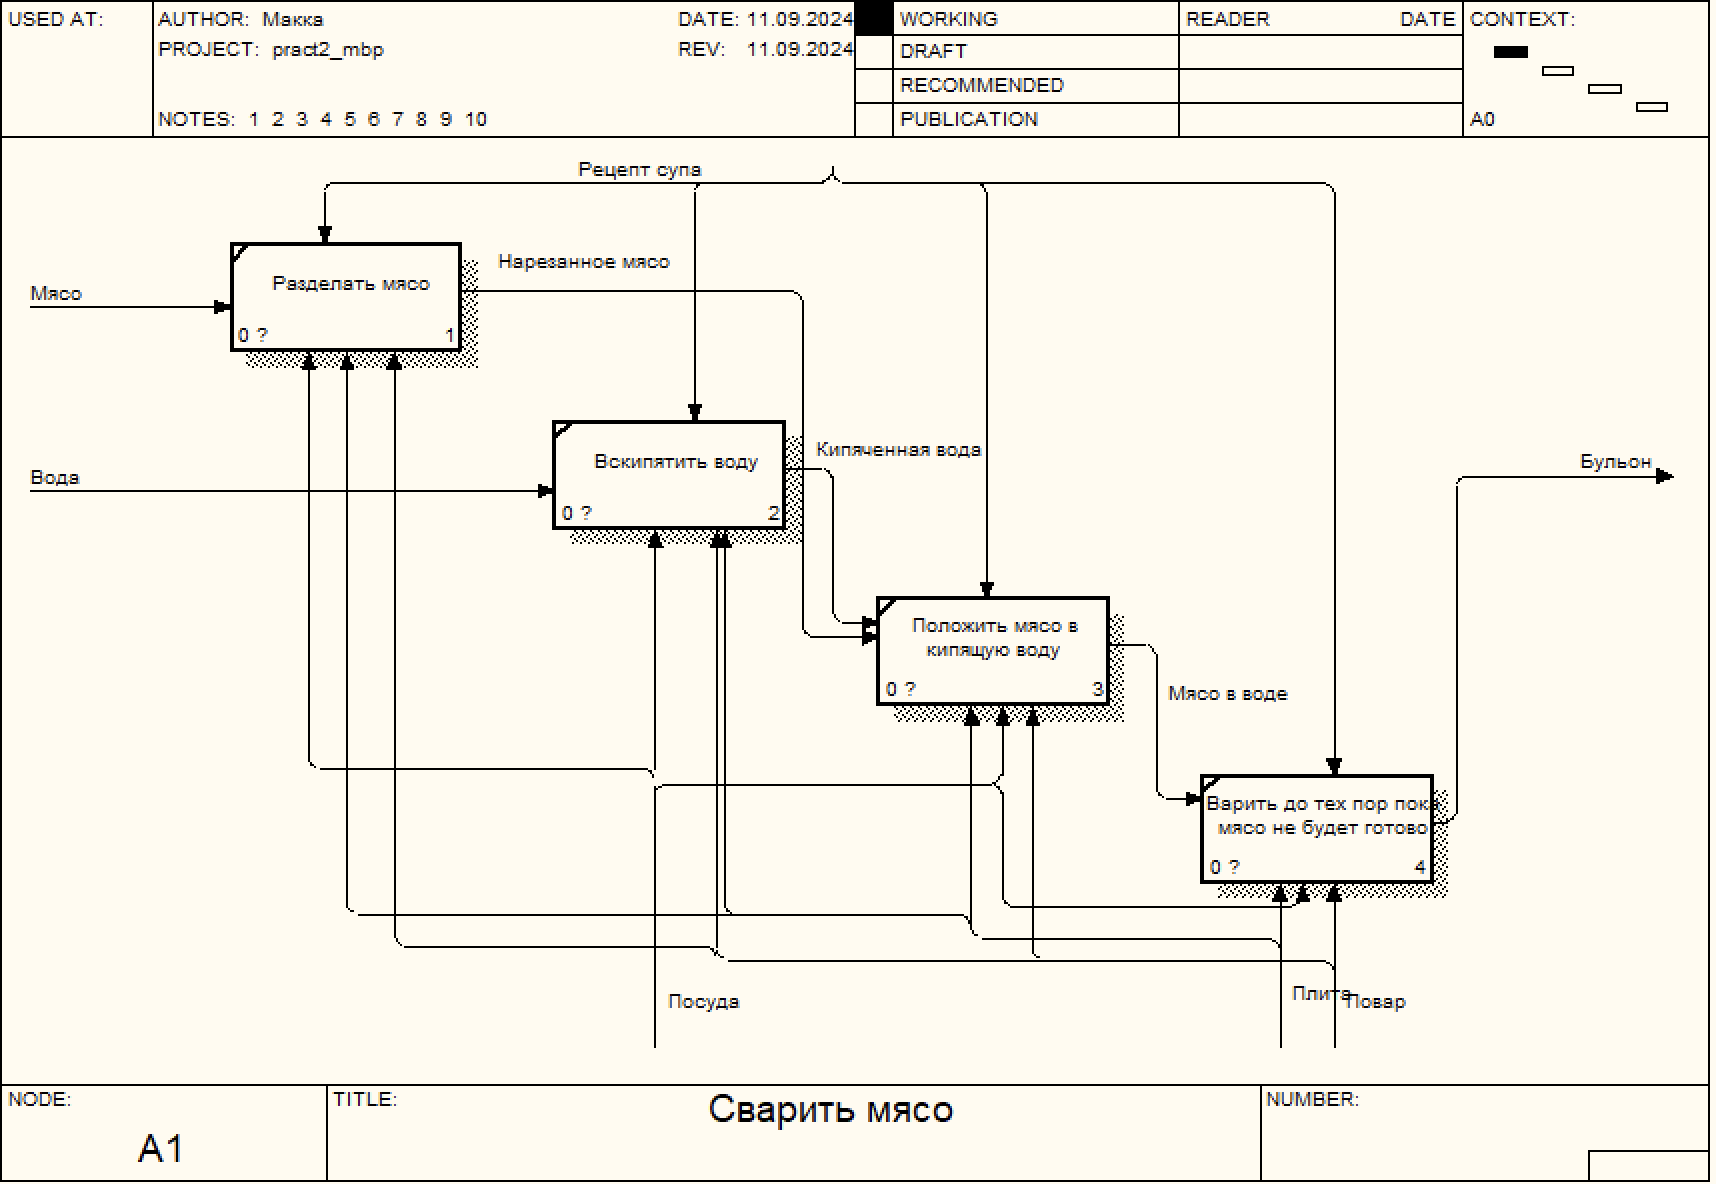 USED AT:
AUTHOR: Макка
DATE: 11.09.2024
PROJECT: pract2_mbp
REV: 11.09.2024
NOTES: 1 2 3 4 5 6 7 8 9 10
WORKING
DRAFT
RECOMMENDED
PUBLICATION
READER DATE
CONTEXT:
A0
Рецепт супа
Нарезанное мясо
Разделать мясо
0 ? 1
Мясо
Кипяченная вода
Вскипятить воду
0 ? 2
Вода
Бульон
Положить мясо в
кипящую воду
0 ? 3
Мясо в воде
Варить до тех пор пока
мясо не будет готово
0 ? 4
Посуда
Плита
Повар
NODE:
A1
TITLE:
Сварить мясо
NUMBER: